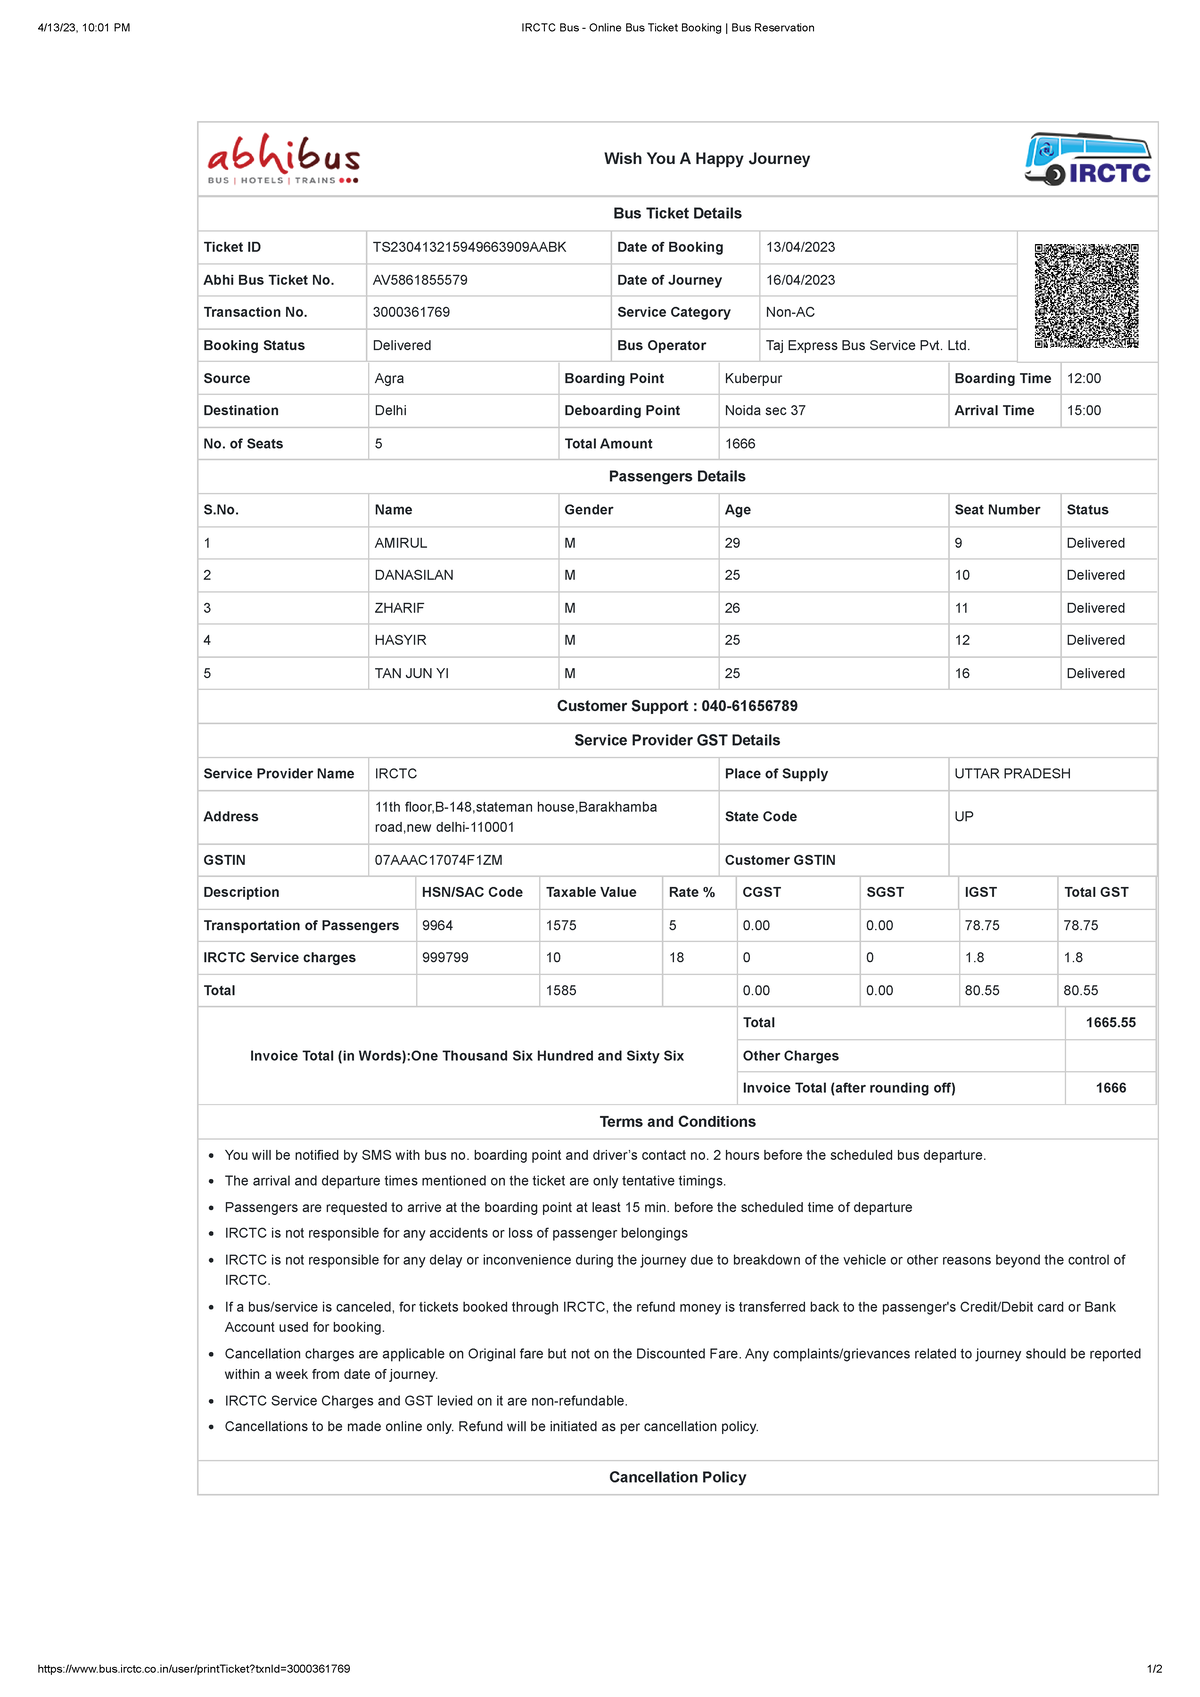 4/13/23, 10:01 PM IRCTC Bus - Online Bus Ticket Booking | Bus Reservation
abhibus
BUS | HOTELS | TRAINS
Wish You A Happy Journey
IRCTC
Bus Ticket Details
Ticket ID TS230413215949663909AABK Date of Booking 13/04/2023
Abhi Bus Ticket No. AV5861855579 Date of Journey 16/04/2023
Transaction No. 3000361769 Service Category Non-AC
Booking Status Delivered Bus Operator Taj Express Bus Service Pvt. Ltd.
Source Agra Boarding Point Kuberpur Boarding Time 12:00
Destination Delhi Deboarding Point Noida sec 37 Arrival Time 15:00
No. of Seats 5 Total Amount 1666
Passengers Details
S.No. Name Gender Age Seat Number Status
1 AMIRUL M 29 9 Delivered
2 DANASILAN M 25 10 Delivered
3 ZHARIF M 26 11 Delivered
4 HASYIR M 25 12 Delivered
5 TAN JUN YI M 25 16 Delivered
Customer Support : 040-61656789
Service Provider GST Details
Service Provider Name IRCTC Place of Supply UTTAR PRADESH
Address 11th floor,B-148,stateman house,Barakhamba
road,new delhi-110001 State Code UP
GSTIN 07AAAC17074F1ZM Customer GSTIN
Description HSN/SAC Code Taxable Value Rate % CGST SGST IGST Total GST
Transportation of Passengers 9964 1575 5 0.00 0.00 78.75 78.75
IRCTC Service charges 999799 10 18 0 0 1.8 1.8
Total 1585 0.00 0.00 80.55 80.55
Total 1665.55
Invoice Total (in Words):One Thousand Six Hundred and Sixty Six Other Charges
Invoice Total (after rounding off) 1666
Terms and Conditions
• You will be notified by SMS with bus no. boarding point and driver’s contact no. 2 hours before the scheduled bus departure.
• The arrival and departure times mentioned on the ticket are only tentative timings.
• Passengers are requested to arrive at the boarding point at least 15 min. before the scheduled time of departure
• IRCTC is not responsible for any accidents or loss of passenger belongings
• IRCTC is not responsible for any delay or inconvenience during the journey due to breakdown of the vehicle or other reasons beyond the control of
IRCTC.
• If a bus/service is canceled, for tickets booked through IRCTC, the refund money is transferred back to the passenger's Credit/Debit card or Bank
Account used for booking.
• Cancellation charges are applicable on Original fare but not on the Discounted Fare. Any complaints/grievances related to journey should be reported
within a week from date of journey.
• IRCTC Service Charges and GST levied on it are non-refundable.
• Cancellations to be made online only. Refund will be initiated as per cancellation policy.
Cancellation Policy
https://www.bus.irctc.co.in/user/printTicket?txnId=3000361769 1/2